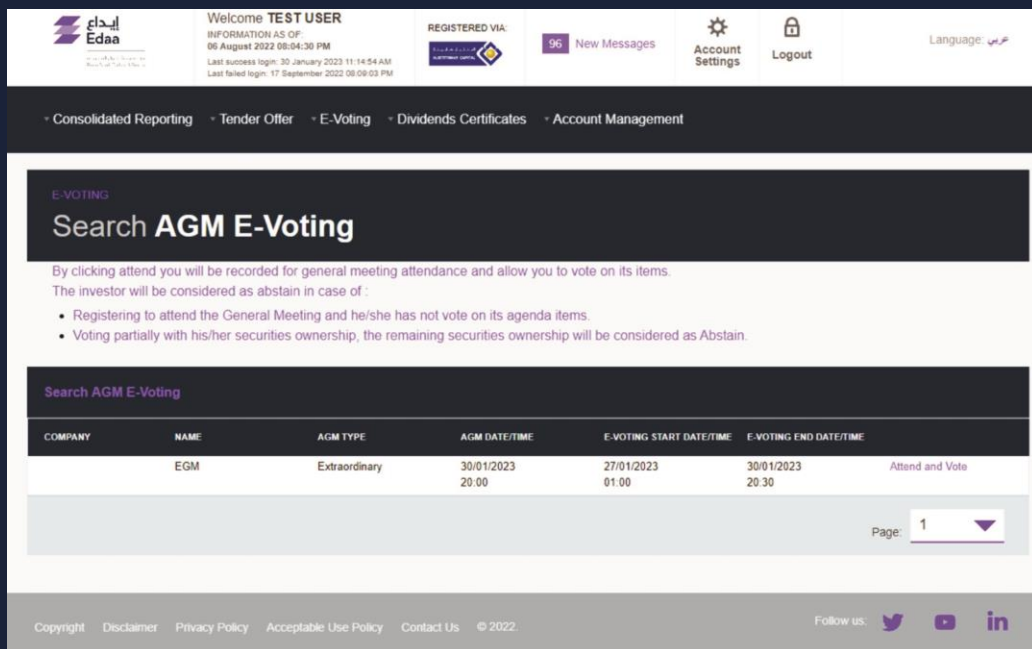 إيداع
Edaa
Welcome TEST USER
INFORMATION AS OF:
06 August 2022 08:04:30 PM
Last success login: 30 January 2023 11:14:54 AM
Last failed login: 17 September 2022 09:09:03 PM
REGISTERED VIA:
96 New Messages
Account Settings
Logout
Language: عربي
Consolidated Reporting Tender Offer E-Voting Dividends Certificates Account Management
E-VOTING
Search AGM E-Voting
By clicking attend you will be recorded for general meeting attendance and allow you to vote on its items.
The investor will be considered as abstain in case of :
• Registering to attend the General Meeting and he/she has not vote on its agenda items.
• Voting partially with his/her securities ownership, the remaining securities ownership will be considered as Abstain.
Search AGM E-Voting
COMPANY NAME AGM TYPE AGM DATE/TIME E-VOTING START DATE/TIME E-VOTING END DATE/TIME
EGM Extraordinary 30/01/2023 27/01/2023 30/01/2023 Attend and Vote
20:00 01:00 20:30
Page: 1
Copyright Disclaimer Privacy Policy Acceptable Use Policy Contact Us © 2022.
Follow us: